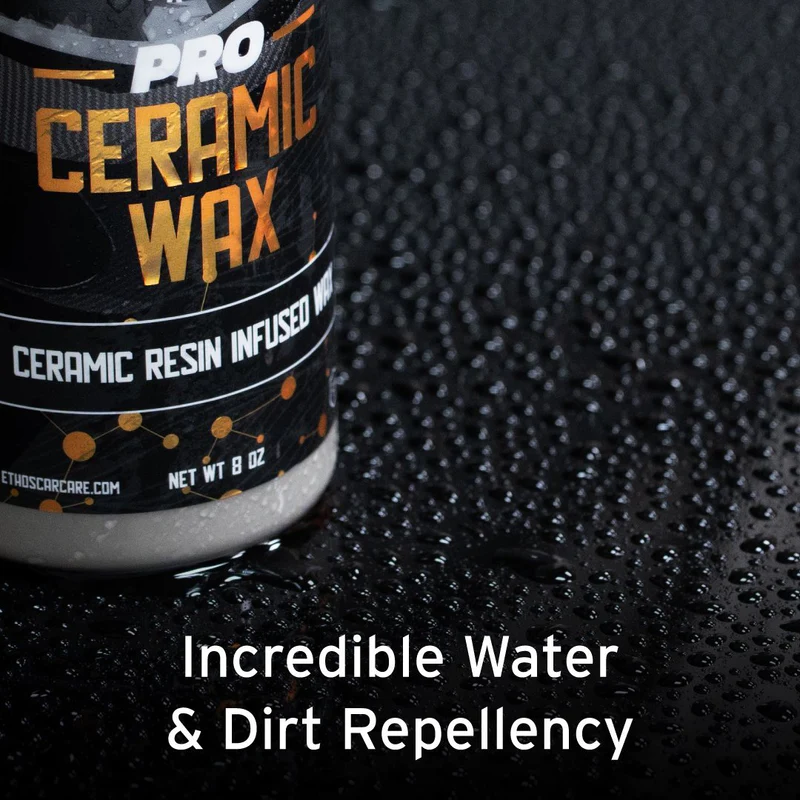 PRO
CERAMIC
WAX
CERAMIC RESIN INFUSED WAX
ETHOSCARCARE.COM
NET WT 8 OZ
Incredible Water
& Dirt Repellency